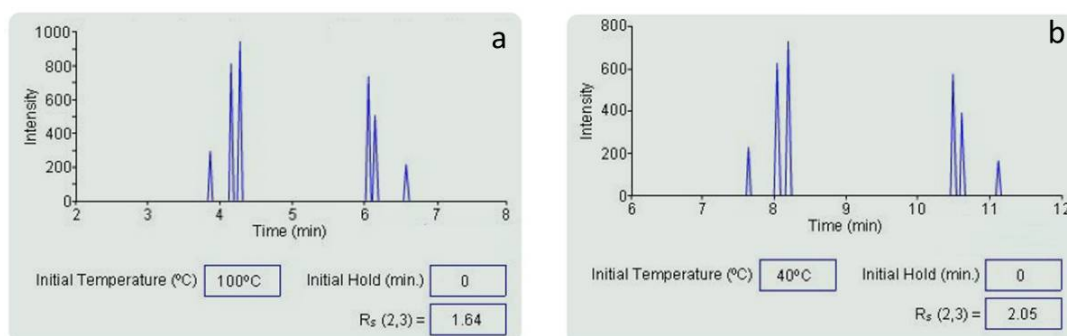 a
1000
800
600
400
200
0
Intensity
2 3 4 5 6 7 8
Time (min)
Initial Temperature (ºC) 100ºC Initial Hold (min.) 0
Rs (2,3) = 1.64
b
800
600
400
200
0
Intensity
6 7 8 9 10 11 12
Time (min)
Initial Temperature (ºC) 40ºC Initial Hold (min.) 0
Rs (2,3) = 2.05